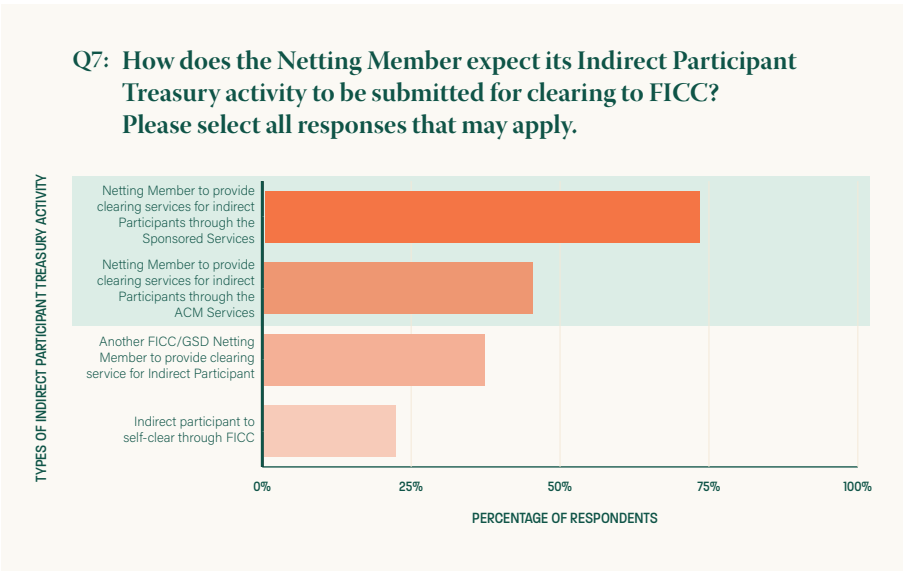 Q7: How does the Netting Member expect its Indirect Participant
Treasury activity to be submitted for clearing to FICC?
Please select all responses that may apply.
TYPES OF INDIRECT PARTICIPANT TREASURY ACTIVITY
Netting Member to provide
clearing services for indirect
Participants through the
Sponsored Services
Netting Member to provide
clearing services for indirect
Participants through the
ACM Services
Another FICC/GSD Netting
Member to provide clearing
service for Indirect Participant
Indirect participant to
self-clear through FICC
0% 25% 50% 75% 100%
PERCENTAGE OF RESPONDENTS